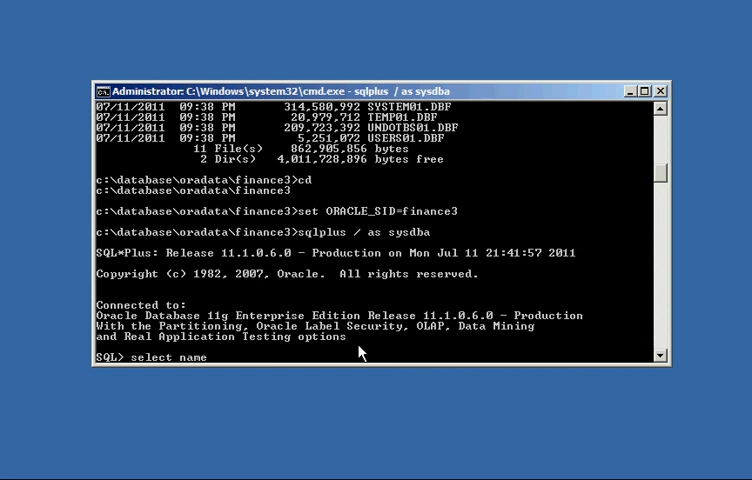 Administrator: C:\Windows\system32\cmd.exe - sqlplus / as sysdba
07/11/2011 09:38 PM 314,580,992 SYSTEM01.DBF
07/11/2011 09:38 PM 20,979,712 TEMP01.DBF
07/11/2011 09:38 PM 209,723,392 UNDOTBS01.DBF
07/11/2011 09:38 PM 5,251,072 USERS01.DBF
11 File(s) 862,905,856 bytes
2 Dir(s) 4,011,728,896 bytes free
c:\database\oradata\finance3>cd
c:\database\oradata\finance3
c:\database\oradata\finance3>set ORACLE_SID=finance3
c:\database\oradata\finance3>sqlplus / as sysdba
SQL*Plus: Release 11.1.0.6.0 - Production on Mon Jul 11 21:41:57 2011
Copyright (c) 1982, 2007, Oracle. All rights reserved.
Connected to:
Oracle Database 11g Enterprise Edition Release 11.1.0.6.0 - Production
With the Partitioning, Oracle Label Security, OLAP, Data Mining
and Real Application Testing options
SQL> select name